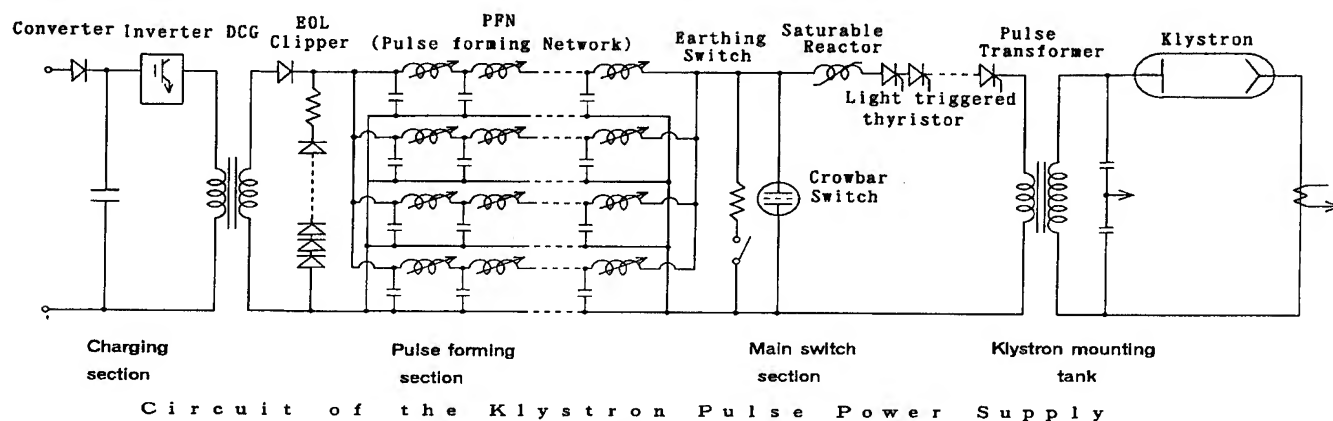 Converter Inverter DCG
EOL
Clipper
PFN
(Pulse forming Network)
Earthing
Switch
Saturable
Reactor
Pulse
Transformer
Klystron
Light triggered
thyristor
Crowbar
Switch
Charging
section
Pulse forming
section
Main switch
section
Klystron mounting
tank
Circuit of the Klystron Pulse Power Supply